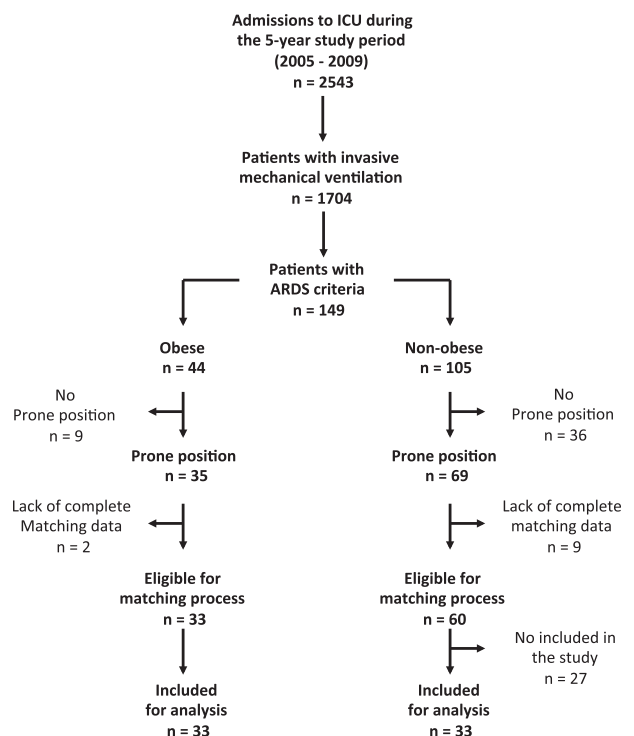 Admissions to ICU during
the 5-year study period
(2005 - 2009)
n = 2543
Patients with invasive
mechanical ventilation
n = 1704
Patients with
ARDS criteria
n = 149
Obese
n = 44
Non-obese
n = 105
No
Prone position
n = 9
No
Prone position
n = 36
Prone position
n = 35
Prone position
n = 69
Lack of complete
Matching data
n = 2
Lack of complete
matching data
n = 9
Eligible for
matching process
n = 33
Eligible for
matching process
n = 60
No included in
the study
n = 27
Included
for analysis
n = 33
Included
for analysis
n = 33